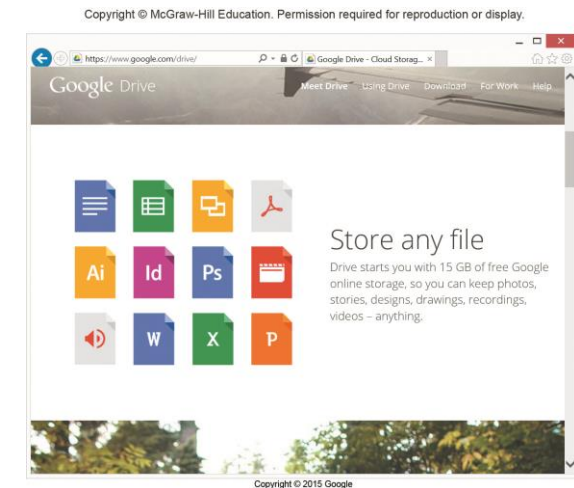 Copyright © McGraw-Hill Education. Permission required for reproduction or display.
https://www.google.com/drive/
Google Drive - Cloud Storag...
Google Drive
Meet Drive Using Drive Download For Work Help
Ai Id Ps
W X P
Store any file
Drive starts you with 15 GB of free Google
online storage, so you can keep photos,
stories, designs, drawings, recordings,
videos – anything.
Copyright © 2015 Google